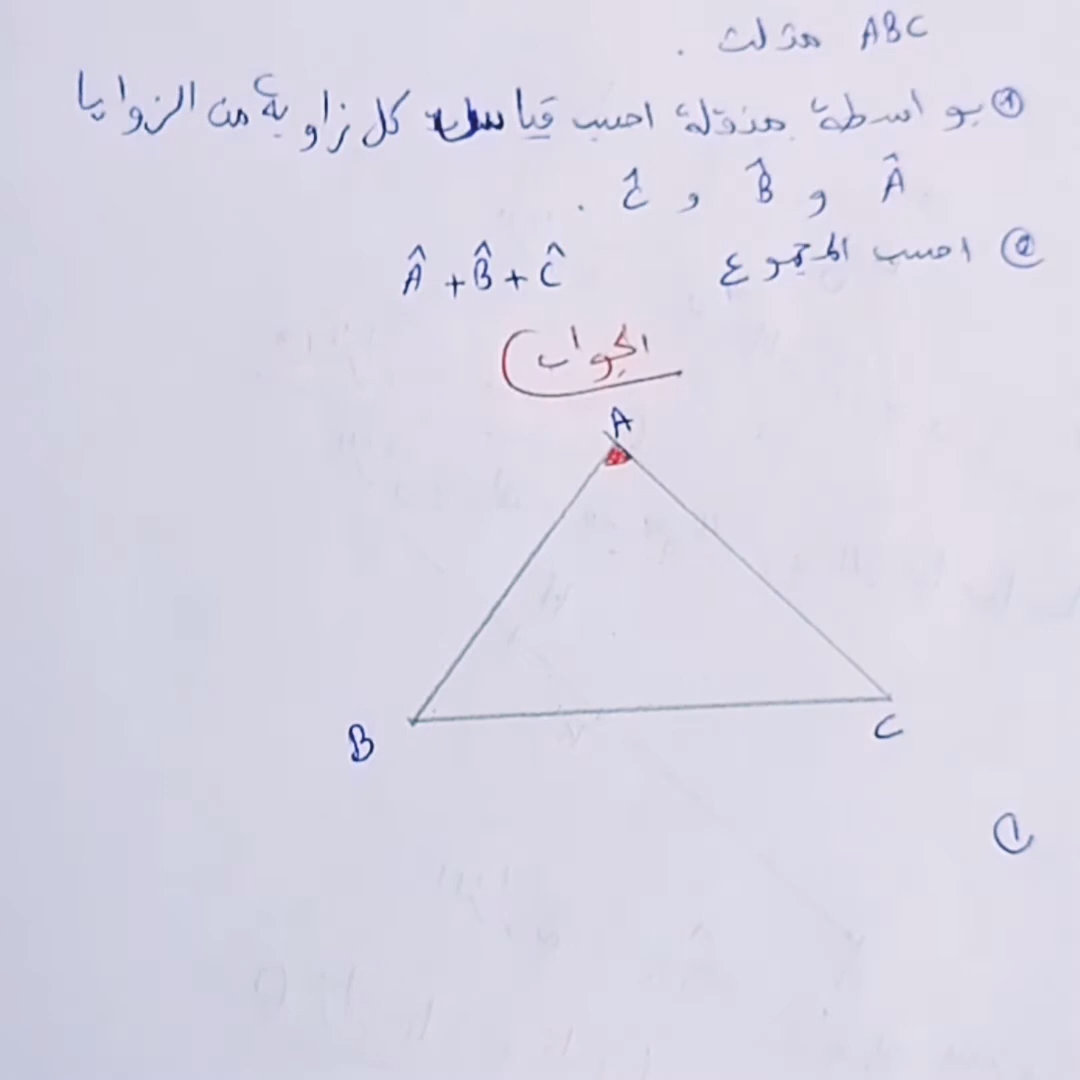 ABC مثلث .
① بواسطة منقلة احسب قياس كل زاوية من الزوايا
Â و B̂ و Ĉ .
② احسب المجموع Â + B̂ + Ĉ
الجواب
A
B
C
1